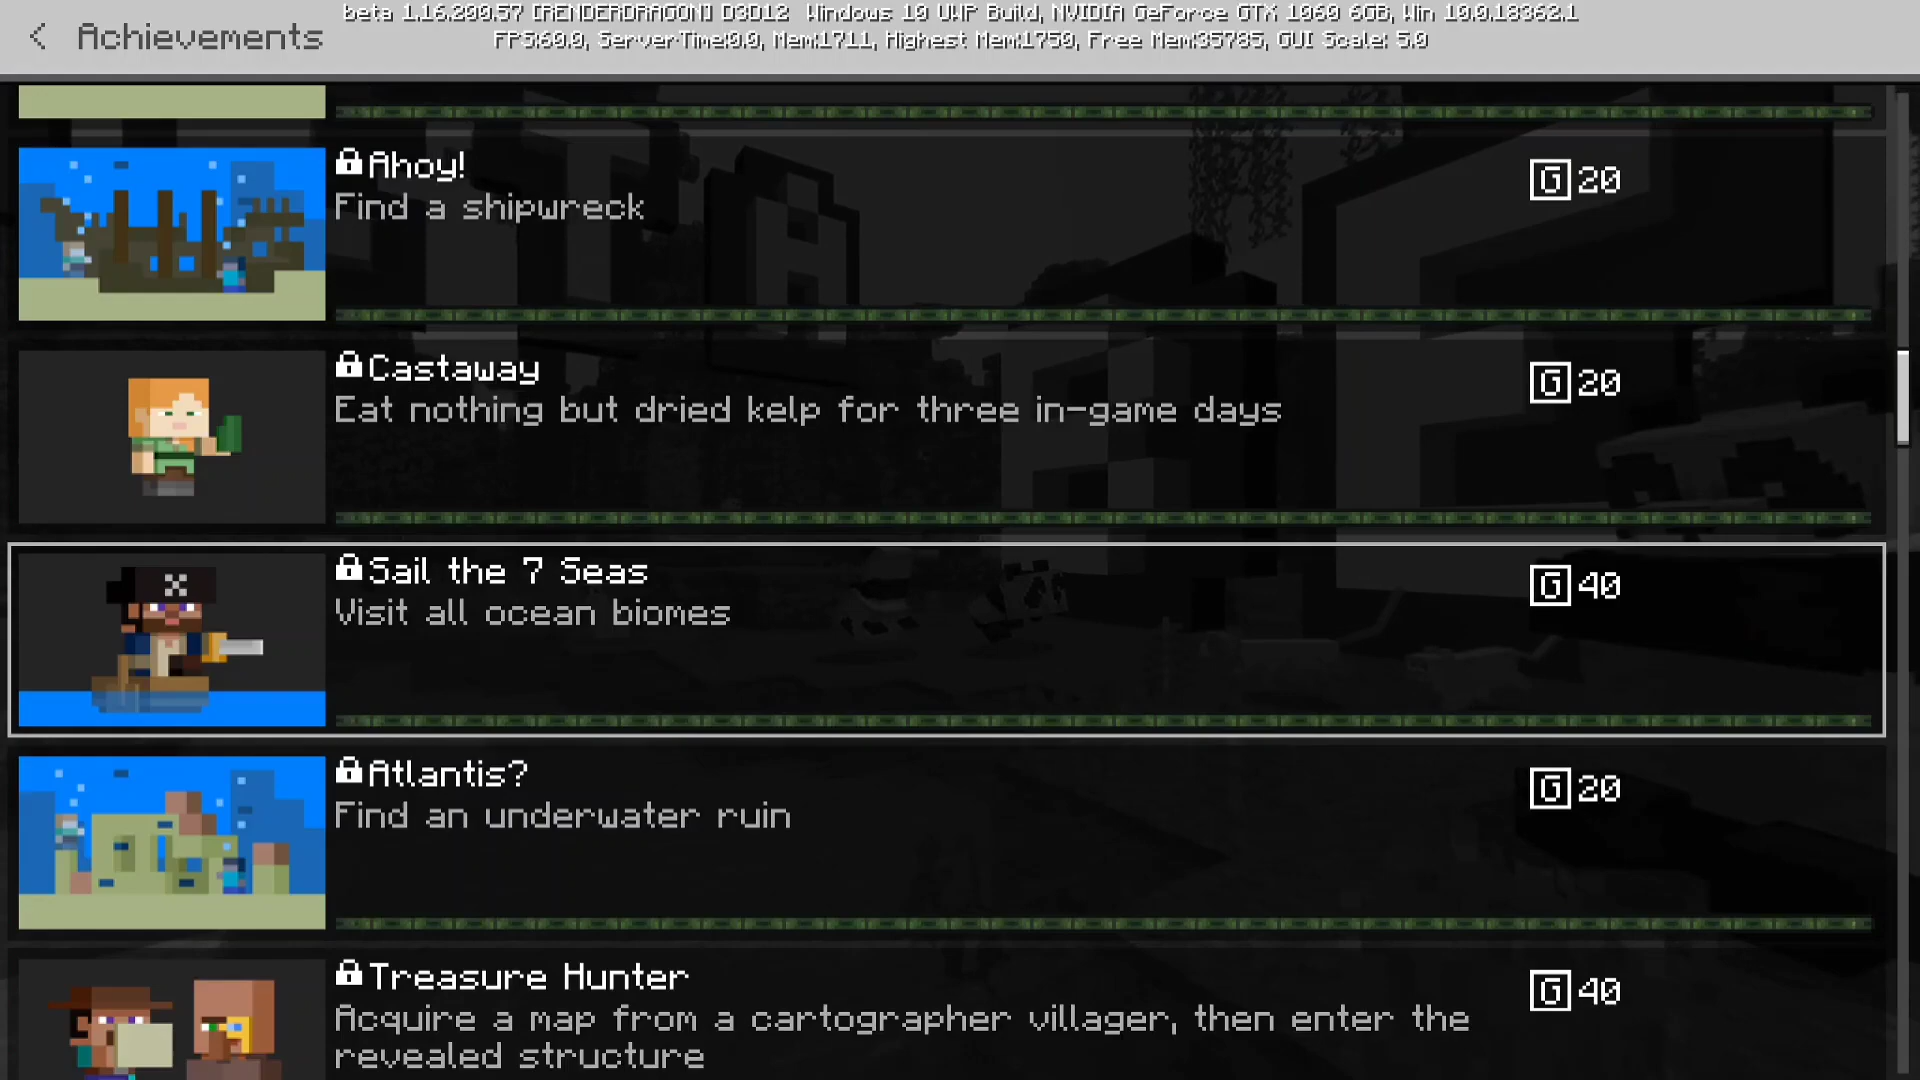 beta 1.16.200.57 [RENDERDRAGON] D3D12  Windows 10 UWP Build, NVIDIA GeForce GTX 1060 6GB, Win 10.0.18362.1
FPS:60.0, Server-Time:0.0, Mem:1711, Highest Mem:1750, Free Mem:35785, GUI Scale: 5.0
Achievements
Ahoy!
G 20
Find a shipwreck
Castaway
G 20
Eat nothing but dried kelp for three in-game days
Sail the 7 Seas
G 40
Visit all ocean biomes
Atlantis?
G 20
Find an underwater ruin
Treasure Hunter
G 40
Acquire a map from a cartographer villager, then enter the
revealed structure